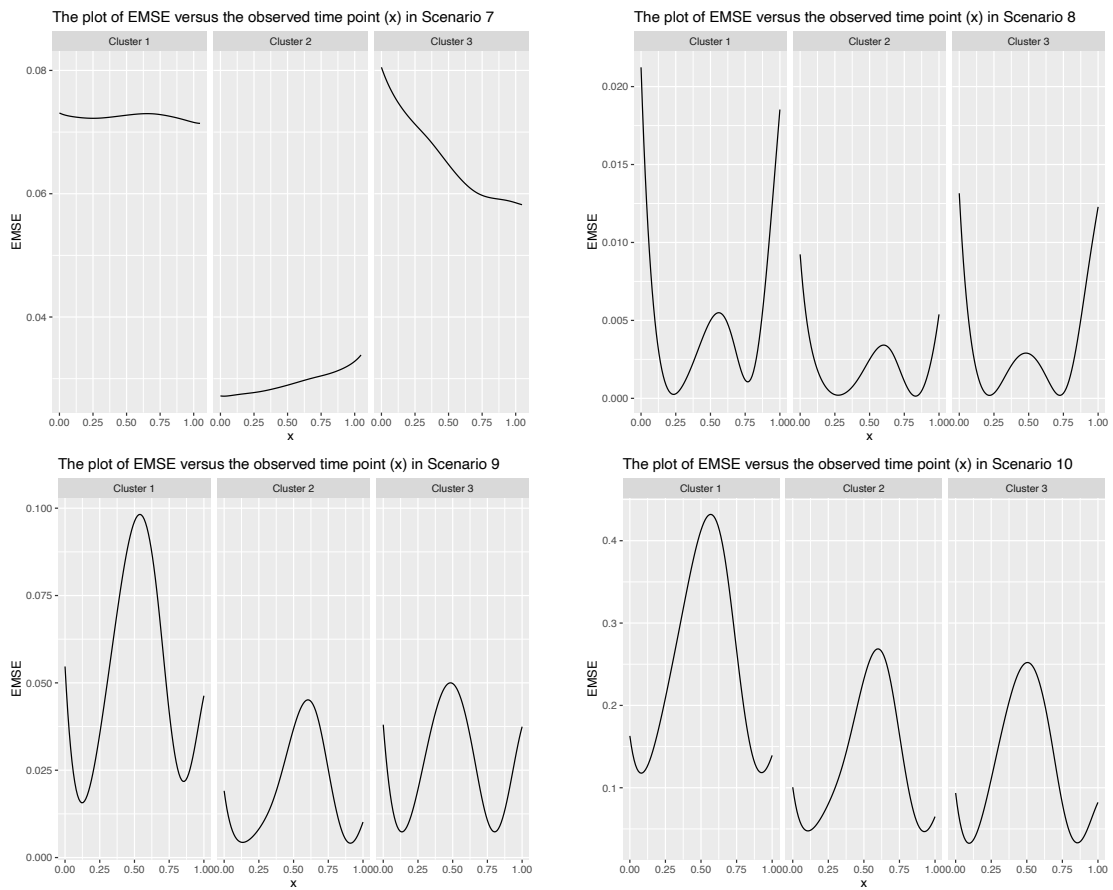 The plot of EMSE versus the observed time point (x) in Scenario 7
Cluster 1 Cluster 2 Cluster 3
0.08
0.06
0.04
EMSE
0.00 0.25 0.50 0.75 1.00 0.00 0.25 0.50 0.75 1.00 0.00 0.25 0.50 0.75 1.00
x
The plot of EMSE versus the observed time point (x) in Scenario 8
Cluster 1 Cluster 2 Cluster 3
0.020
0.015
0.010
0.005
0.000
EMSE
0.00 0.25 0.50 0.75 1.000.00 0.25 0.50 0.75 1.000.00 0.25 0.50 0.75 1.00
x
The plot of EMSE versus the observed time point (x) in Scenario 9
Cluster 1 Cluster 2 Cluster 3
0.100
0.075
0.050
0.025
0.000
EMSE
0.00 0.25 0.50 0.75 1.000.00 0.25 0.50 0.75 1.000.00 0.25 0.50 0.75 1.00
x
The plot of EMSE versus the observed time point (x) in Scenario 10
Cluster 1 Cluster 2 Cluster 3
0.4
0.3
0.2
0.1
EMSE
0.00 0.25 0.50 0.75 1.000.00 0.25 0.50 0.75 1.000.00 0.25 0.50 0.75 1.00
x